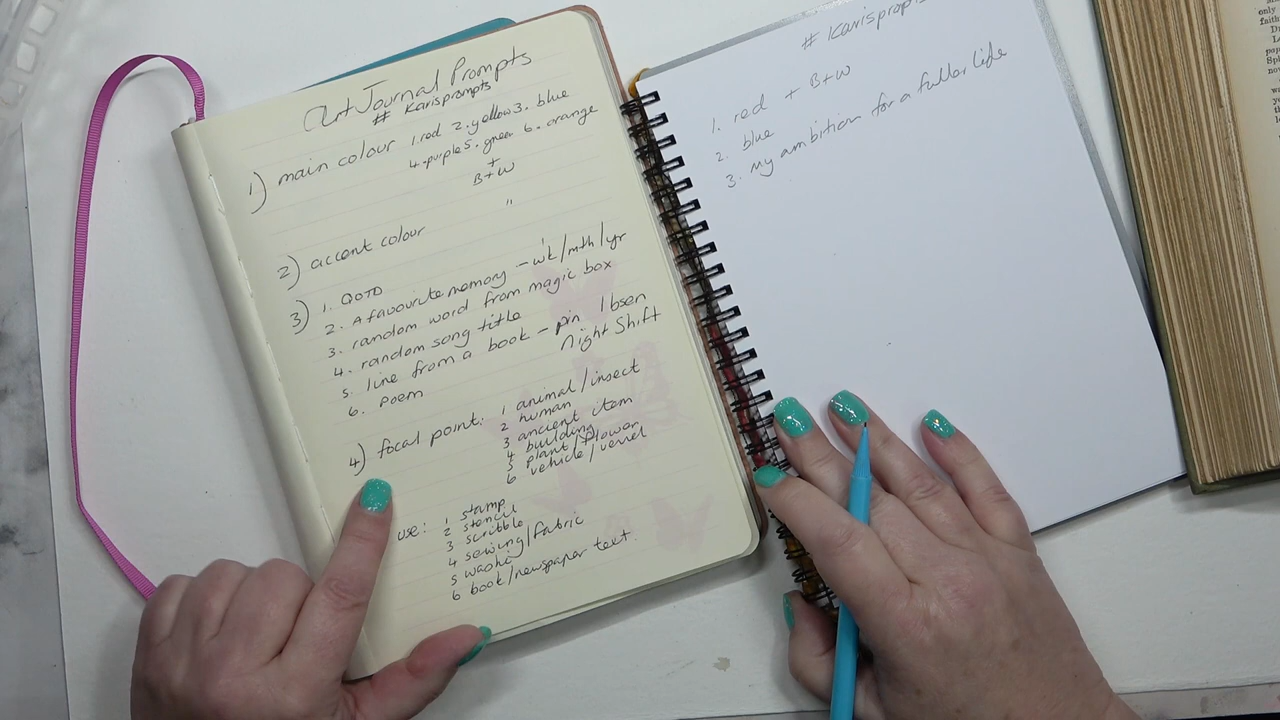 Art Journal Prompts
# Karisprompts
1) main colour 1. red 2. yellow 3. blue
4. purple 5. green 6. orange
+
B+W
2) accent colour "
3) 1. QOTD
2. A favourite memory - wk/mth/yr
3. random word from magic box
4. random song title
5. line from a book - pin Ibsen
Night Shift
6. Poem
4) focal point: 1 animal/insect
2 human
3 ancient item
4 building
5 plant/flower
6 vehicle/vessel
use: 1 stamp
2 stencil
3 scribble
4 sewing/fabric
5 washi
6 book/newspaper text.
# Karisprompts
1. red + B+W
2. blue
3. My ambition for a fuller life
only
faith